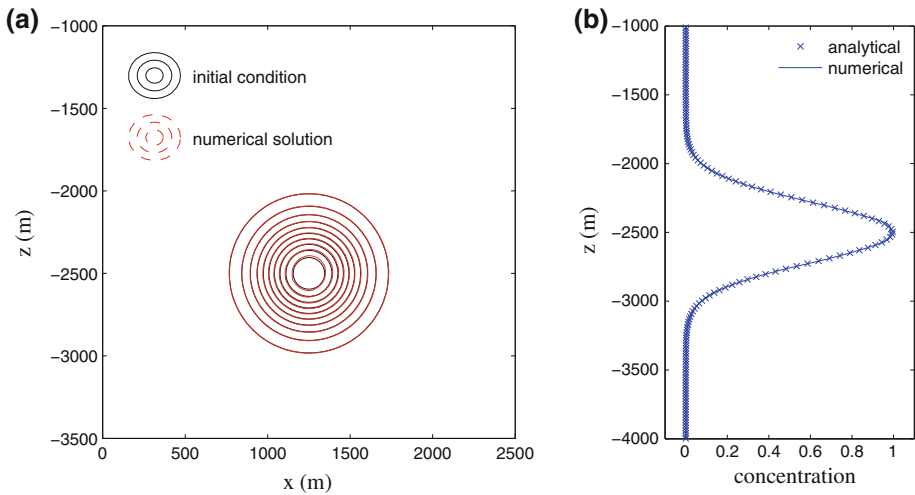 (a)
−1000
−1500
−2000
−2500
−3000
−3500
z (m)
0
500
1000
1500
2000
2500
x (m)
initial condition
numerical solution
(b)
−1000
−1500
−2000
−2500
−3000
−3500
−4000
z (m)
0
0.2
0.4
0.6
0.8
1
concentration
analytical
numerical